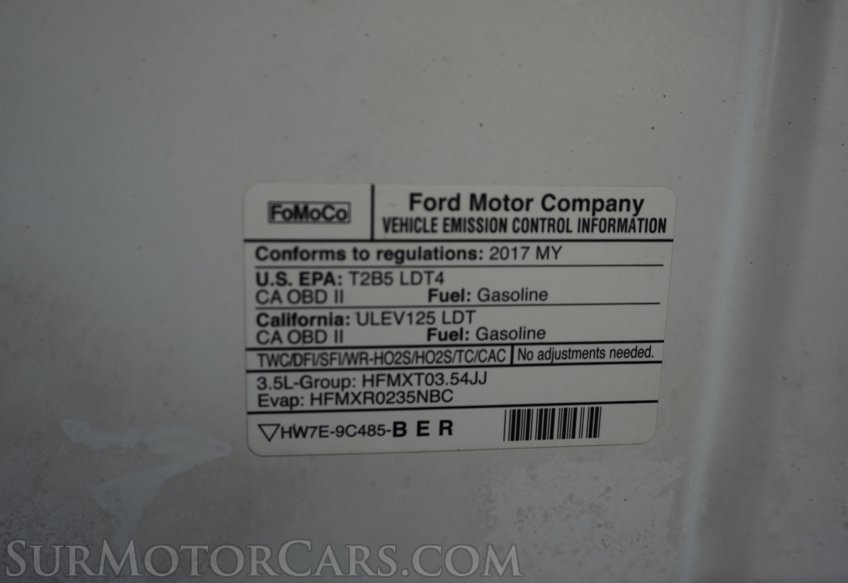 FoMoCo
Ford Motor Company
VEHICLE EMISSION CONTROL INFORMATION
Conforms to regulations: 2017 MY
U.S. EPA: T2B5 LDT4
CA OBD II Fuel: Gasoline
California: ULEV125 LDT
CA OBD II Fuel: Gasoline
TWC/DFI/SFI/WR-HO2S/HO2S/TC/CAC No adjustments needed.
3.5L-Group: HFMXT03.54JJ
Evap: HFMXR0235NBC
HW7E-9C485-BER
SURMOTORCARS.COM